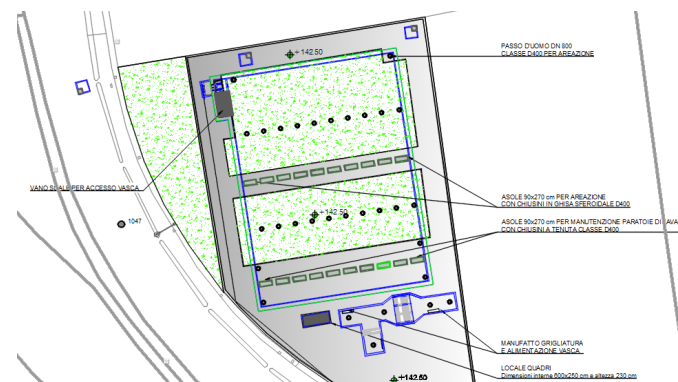 +142.50
PASSO D'UOMO DN 800
CLASSE D400 PER AREAZIONE
VANO SCALE PER ACCESSO VASCA
ASOLE 90x270 cm PER AREAZIONE
CON CHIUSINI IN GHISA SFEROIDALE D400
+142.50
1047
ASOLE 90x270 cm PER MANUTENZIONE PARATOIE DI LAVA
CON CHIUSINI A TENUTA CLASSE D400
MANUFATTO GRIGLIATURA
E ALIMENTAZIONE VASCA
LOCALE QUADRI
Dimensioni interne 600x250 cm e altezza 230 cm
+142.50